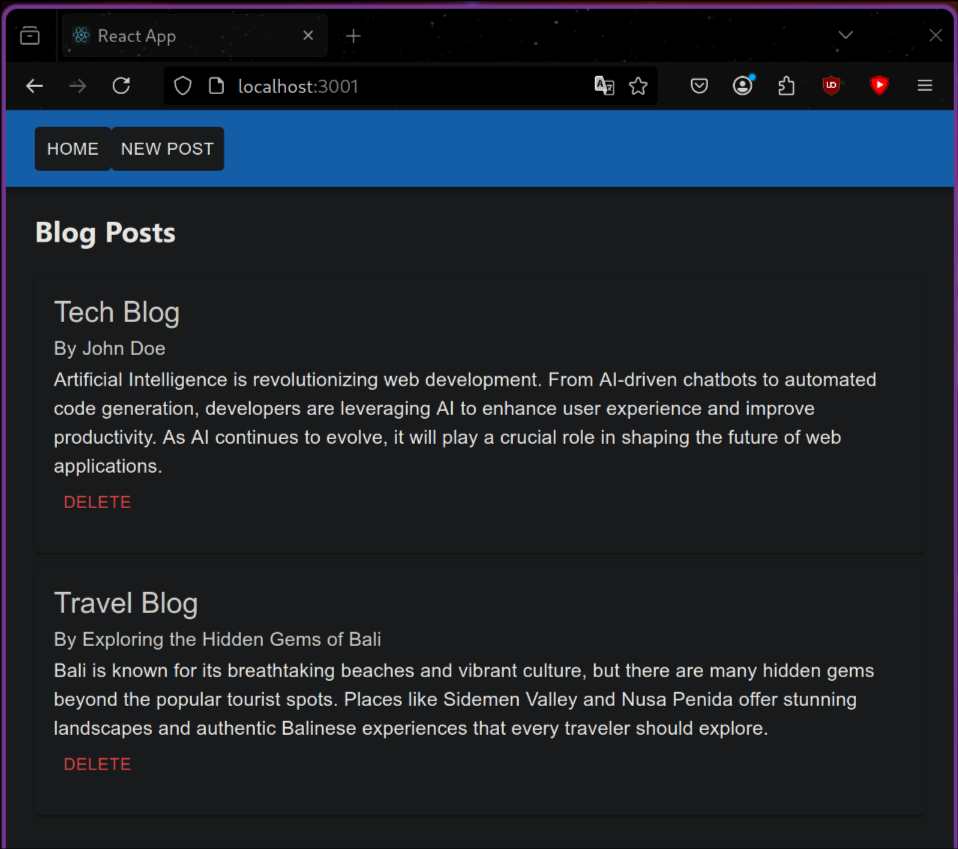 React App
localhost:3001
HOME NEW POST
Blog Posts
Tech Blog
By John Doe
Artificial Intelligence is revolutionizing web development. From AI-driven chatbots to automated
code generation, developers are leveraging AI to enhance user experience and improve
productivity. As AI continues to evolve, it will play a crucial role in shaping the future of web
applications.
DELETE
Travel Blog
By Exploring the Hidden Gems of Bali
Bali is known for its breathtaking beaches and vibrant culture, but there are many hidden gems
beyond the popular tourist spots. Places like Sidemen Valley and Nusa Penida offer stunning
landscapes and authentic Balinese experiences that every traveler should explore.
DELETE